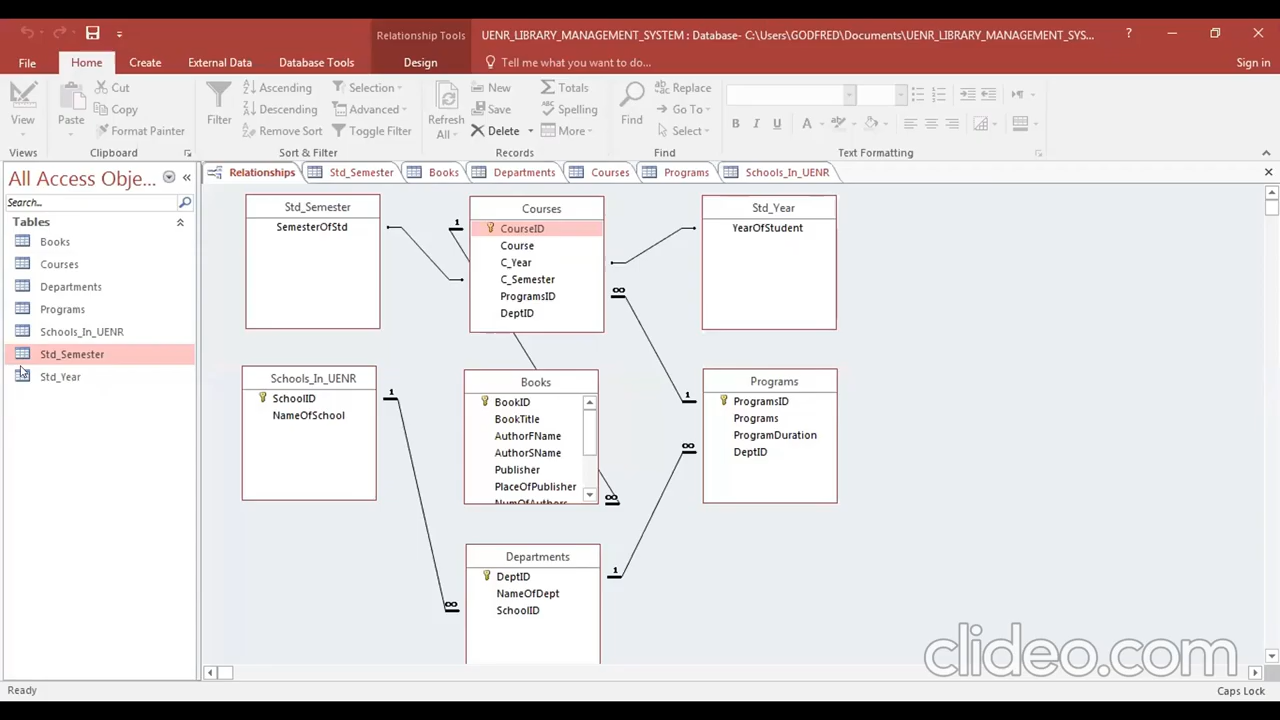 Relationship Tools
UENR_LIBRARY_MANAGEMENT_SYSTEM : Database- C:\Users\GODFRED\Documents\UENR_LIBRARY_MANAGEMENT_SYS...
?
File Home Create External Data Database Tools Design Tell me what you want to do... Sign in
View
Views
Paste
Cut
Copy
Format Painter
Clipboard
Filter
Ascending
Descending
Remove Sort
Selection
Advanced
Toggle Filter
Sort & Filter
Refresh
All
New
Save
Delete
Totals
Spelling
More
Records
Find
Replace
Go To
Select
Find
B I U A
Text Formatting
All Access Obje...
Search...
Tables
Books
Courses
Departments
Programs
Schools_In_UENR
Std_Semester
Std_Year
Relationships Std_Semester Books Departments Courses Programs Schools_In_UENR
Std_Semester
SemesterOfStd
1
Courses
CourseID
Course
C_Year
C_Semester
ProgramsID
DeptID
∞
Std_Year
YearOfStudent
Schools_In_UENR
SchoolID
NameOfSchool
1
Books
BookID
BookTitle
AuthorFName
AuthorSName
Publisher
PlaceOfPublisher
NumOfAuthors
∞
Programs
ProgramsID
Programs
ProgramDuration
DeptID
1
∞
Departments
DeptID
NameOfDept
SchoolID
1
∞
clideo.com
Ready
Caps Lock